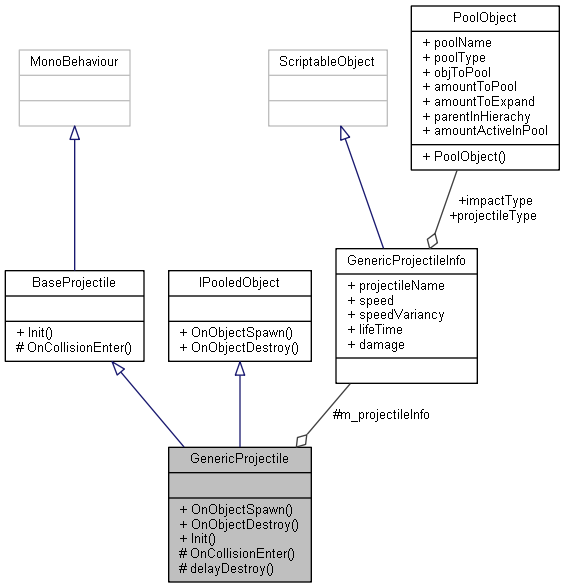 PoolObject
+ poolName
+ poolType
+ objToPool
+ amountToPool
+ amountToExpand
+ parentInHierachy
+ amountActiveInPool
+ PoolObject()
MonoBehaviour
ScriptableObject
+impactType
+projectileType
GenericProjectileInfo
+ projectileName
+ speed
+ speedVariancy
+ lifeTime
+ damage
BaseProjectile
+ Init()
# OnCollisionEnter()
IPooledObject
+ OnObjectSpawn()
+ OnObjectDestroy()
#m_projectileInfo
GenericProjectile
+ OnObjectSpawn()
+ OnObjectDestroy()
+ Init()
# OnCollisionEnter()
# delayDestroy()